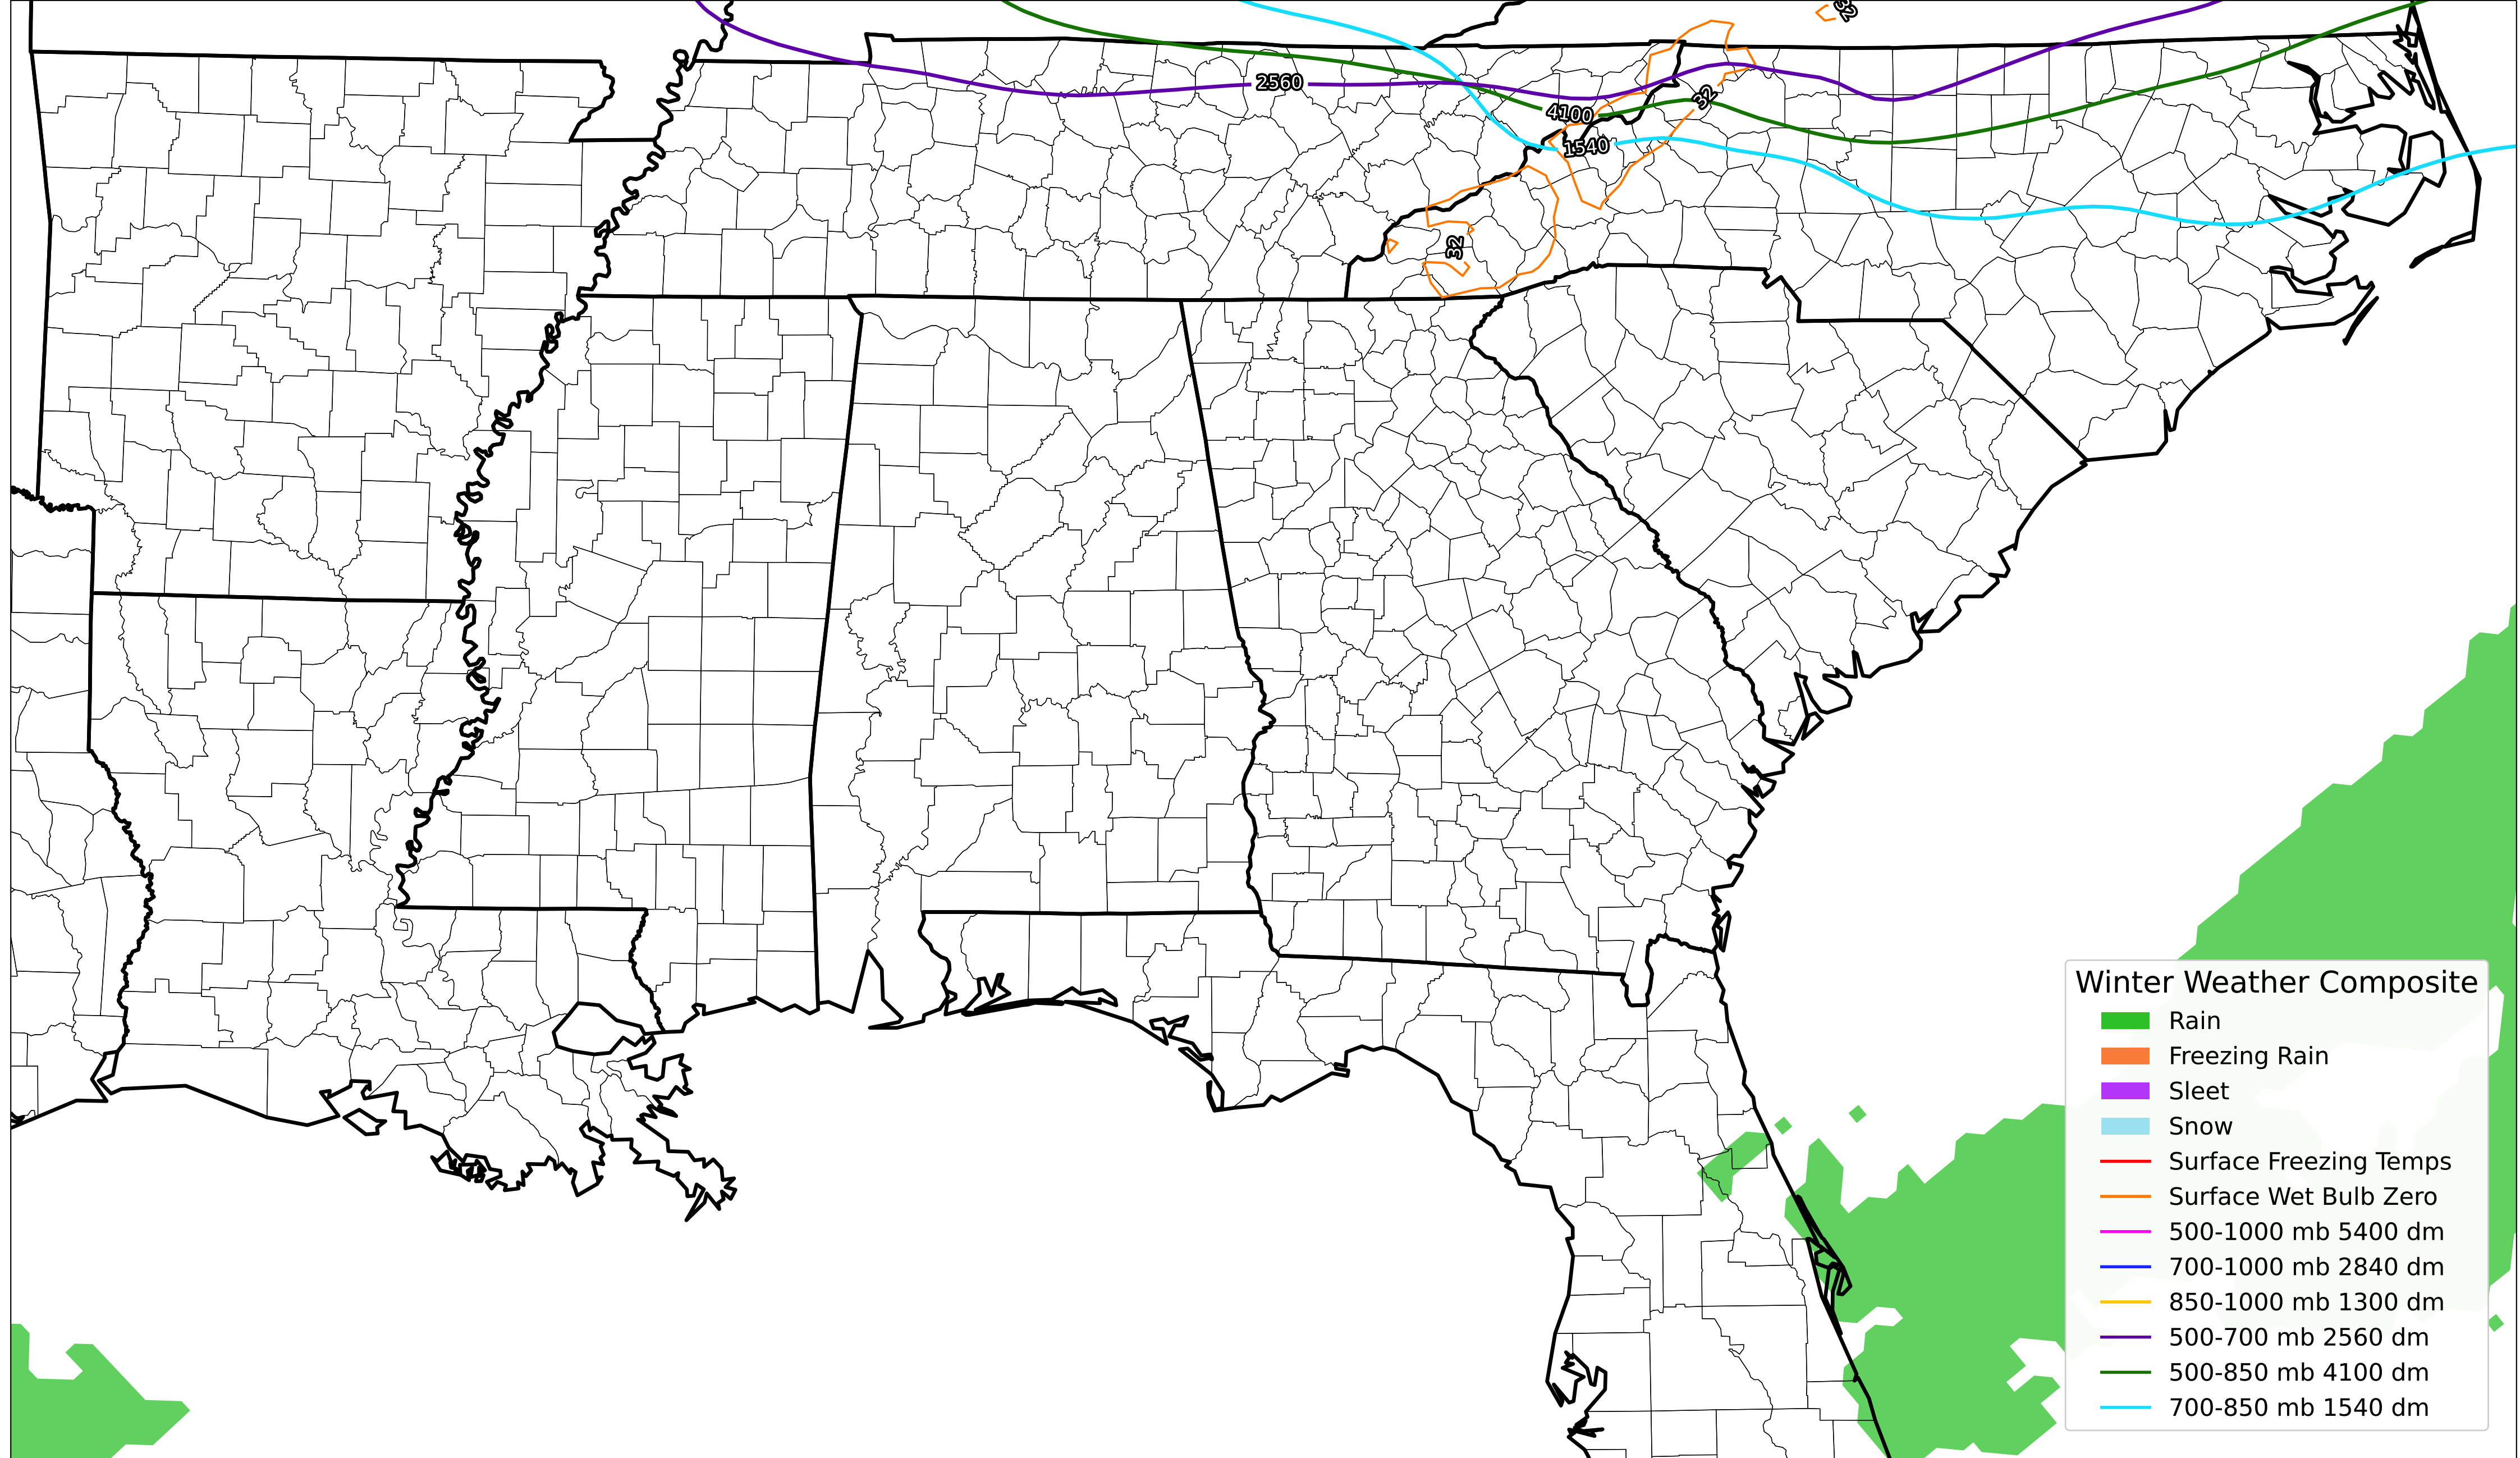 32
2560
4100
32
1540
32
Winter Weather Composite
Rain
Freezing Rain
Sleet
Snow
Surface Freezing Temps
Surface Wet Bulb Zero
500-1000 mb 5400 dm
700-1000 mb 2840 dm
850-1000 mb 1300 dm
500-700 mb 2560 dm
500-850 mb 4100 dm
700-850 mb 1540 dm